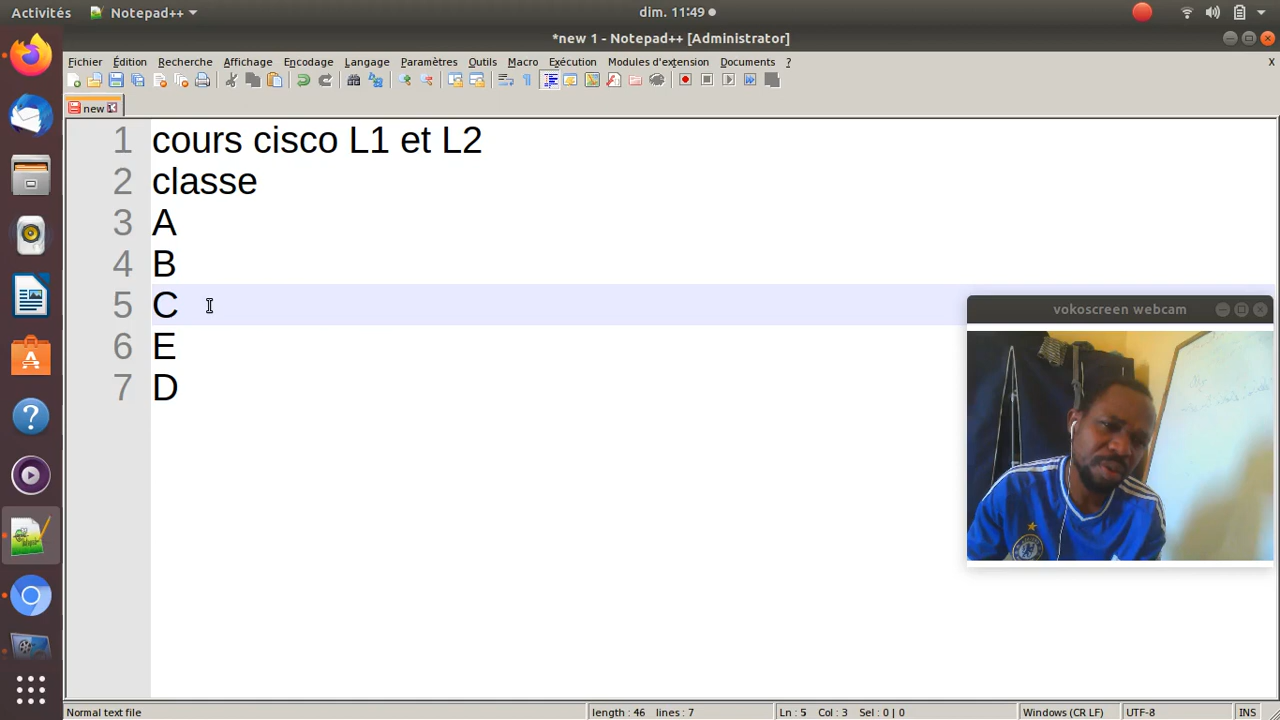 Activités Notepad++ dim. 11:49
*new 1 - Notepad++ [Administrator]
Fichier Édition Recherche Affichage Encodage Langage Paramètres Outils Macro Exécution Modules d'extension Documents ? X
new
1 cours cisco L1 et L2
2 classe
3 A
4 B
5 C
6 E
7 D
vokoscreen webcam
Normal text file length : 46 lines : 7 Ln : 5 Col : 3 Sel : 0 | 0 Windows (CR LF) UTF-8 INS